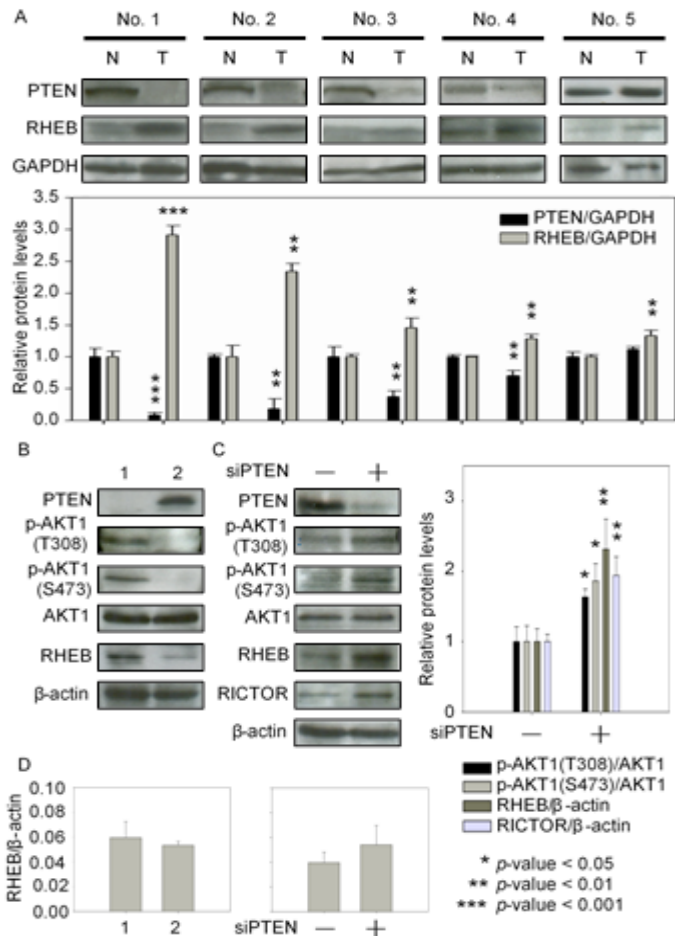 A
No. 1 No. 2 No. 3 No. 4 No. 5
N T N T N T N T N T
PTEN
RHEB
GAPDH
Relative protein levels
3.5
3.0
2.5
2.0
1.5
1.0
0.5
0.0
PTEN/GAPDH
RHEB/GAPDH
*** *** ** ** ** ** ** ** **
B
1 2
PTEN
p-AKT1
(T308)
p-AKT1
(S473)
AKT1
RHEB
β-actin
C
siPTEN — +
PTEN
p-AKT1
(T308)
p-AKT1
(S473)
AKT1
RHEB
RICTOR
β-actin
Relative protein levels
3
2
1
0
* * ** **
siPTEN — +
p-AKT1(T308)/AKT1
p-AKT1(S473)/AKT1
RHEB/β-actin
RICTOR/β-actin
* p-value < 0.05
** p-value < 0.01
*** p-value < 0.001
D
RHEB/β-actin
0.10
0.08
0.06
0.04
0.02
0.00
1 2
siPTEN — +